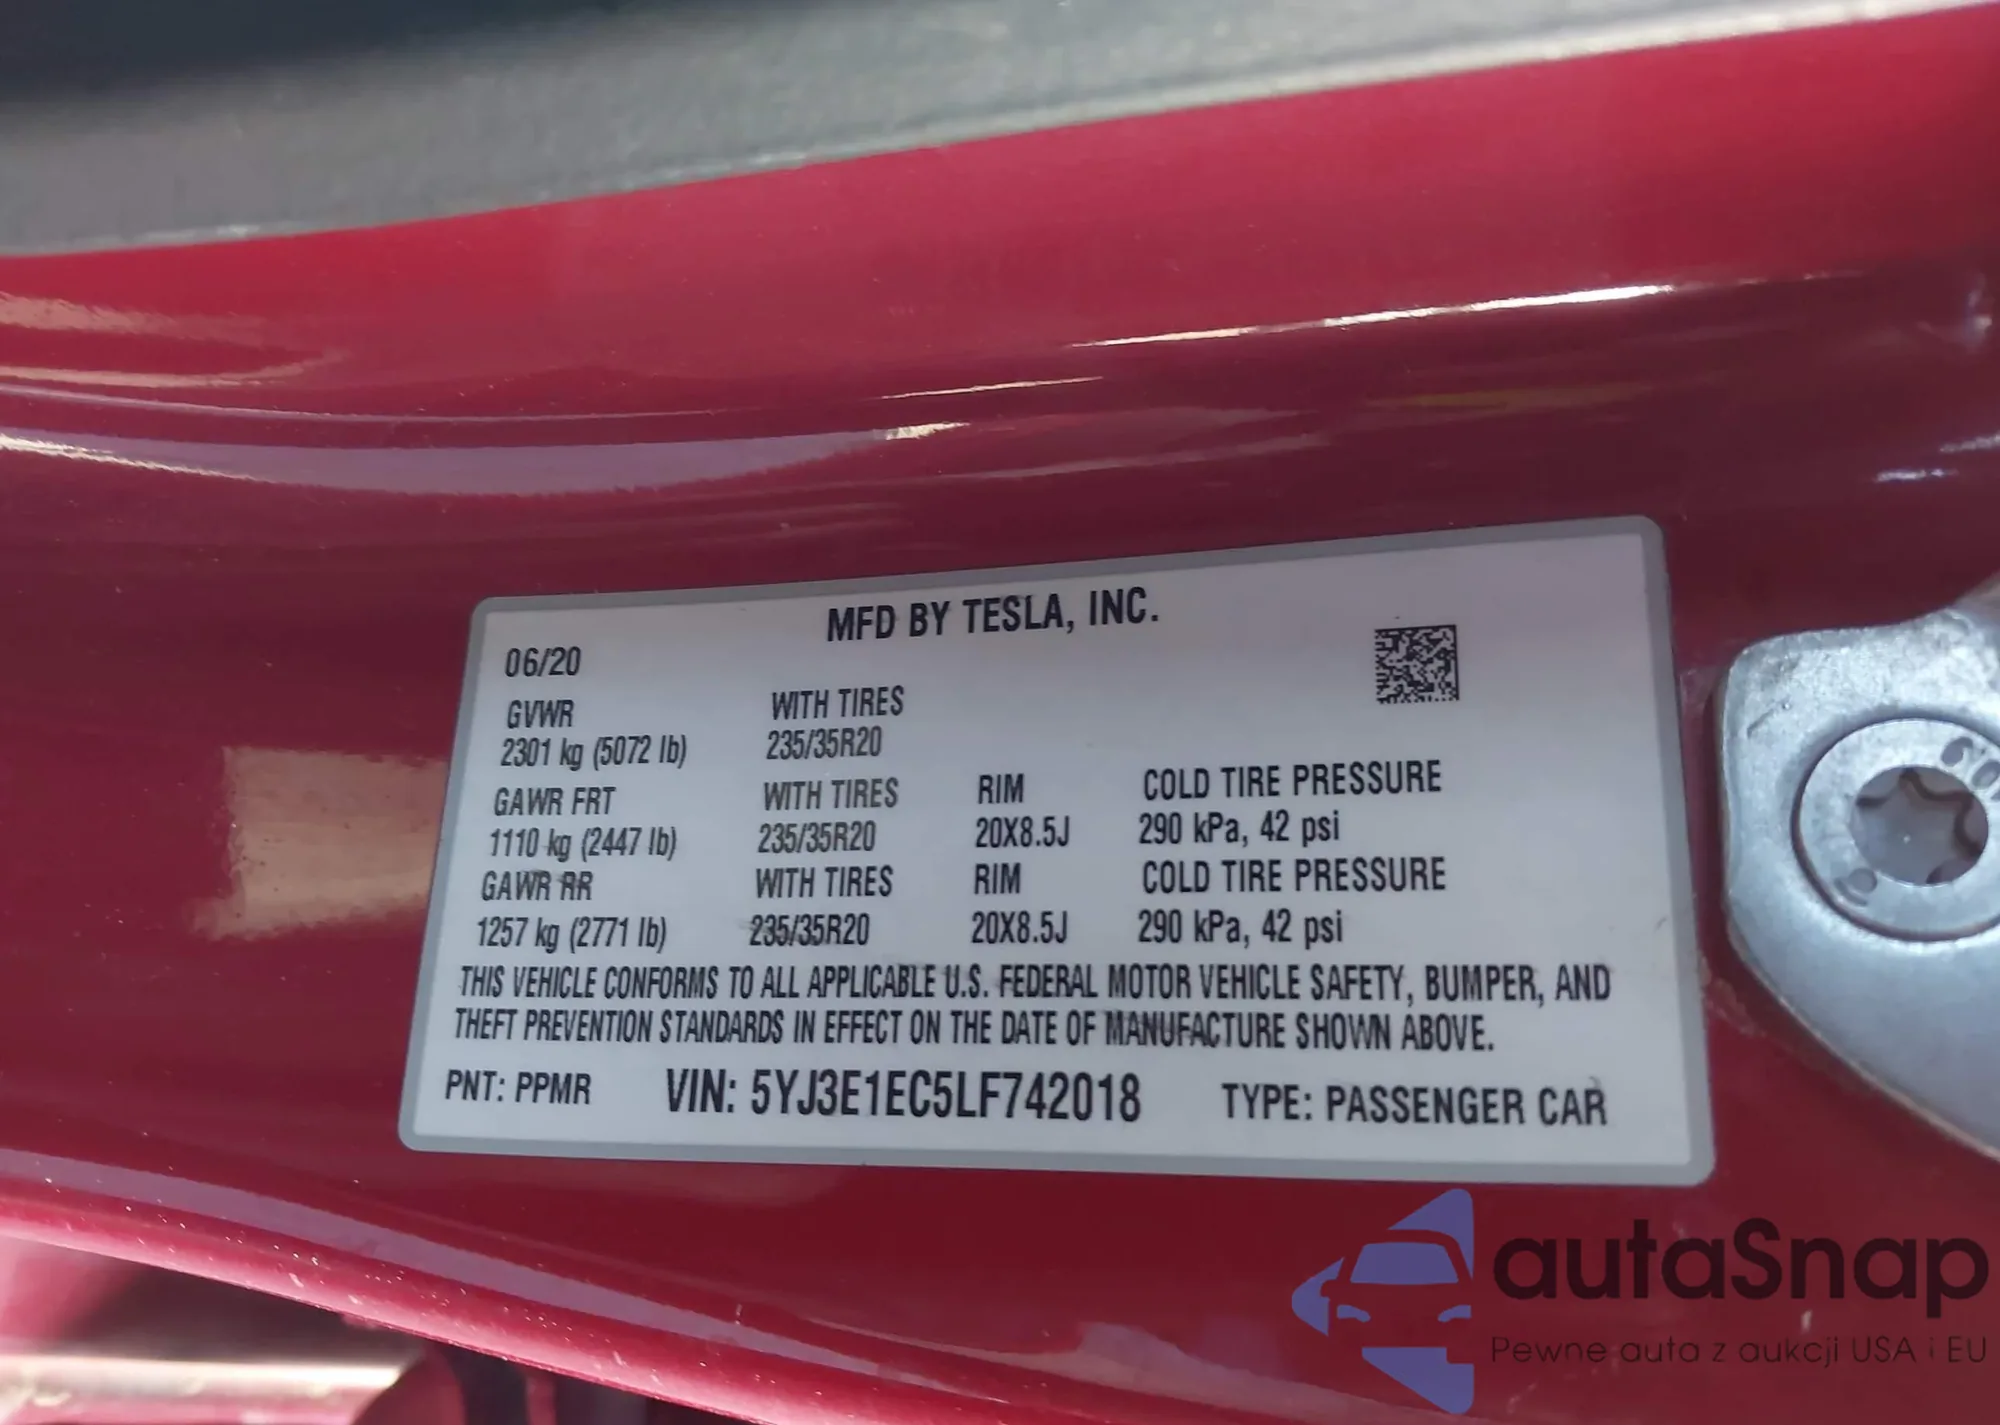 MFD BY TESLA, INC.
06/20
GVWR WITH TIRES
2301 kg (5072 lb) 235/35R20
GAWR FRT WITH TIRES RIM COLD TIRE PRESSURE
1110 kg (2447 lb) 235/35R20 20X8.5J 290 kPa, 42 psi
GAWR RR WITH TIRES RIM COLD TIRE PRESSURE
1257 kg (2771 lb) 235/35R20 20X8.5J 290 kPa, 42 psi
THIS VEHICLE CONFORMS TO ALL APPLICABLE U.S. FEDERAL MOTOR VEHICLE SAFETY, BUMPER, AND
THEFT PREVENTION STANDARDS IN EFFECT ON THE DATE OF MANUFACTURE SHOWN ABOVE.
PNT: PPMR VIN: 5YJ3E1EC5LF742018 TYPE: PASSENGER CAR
autaSnap
Pewne auta z aukcji USA i EU